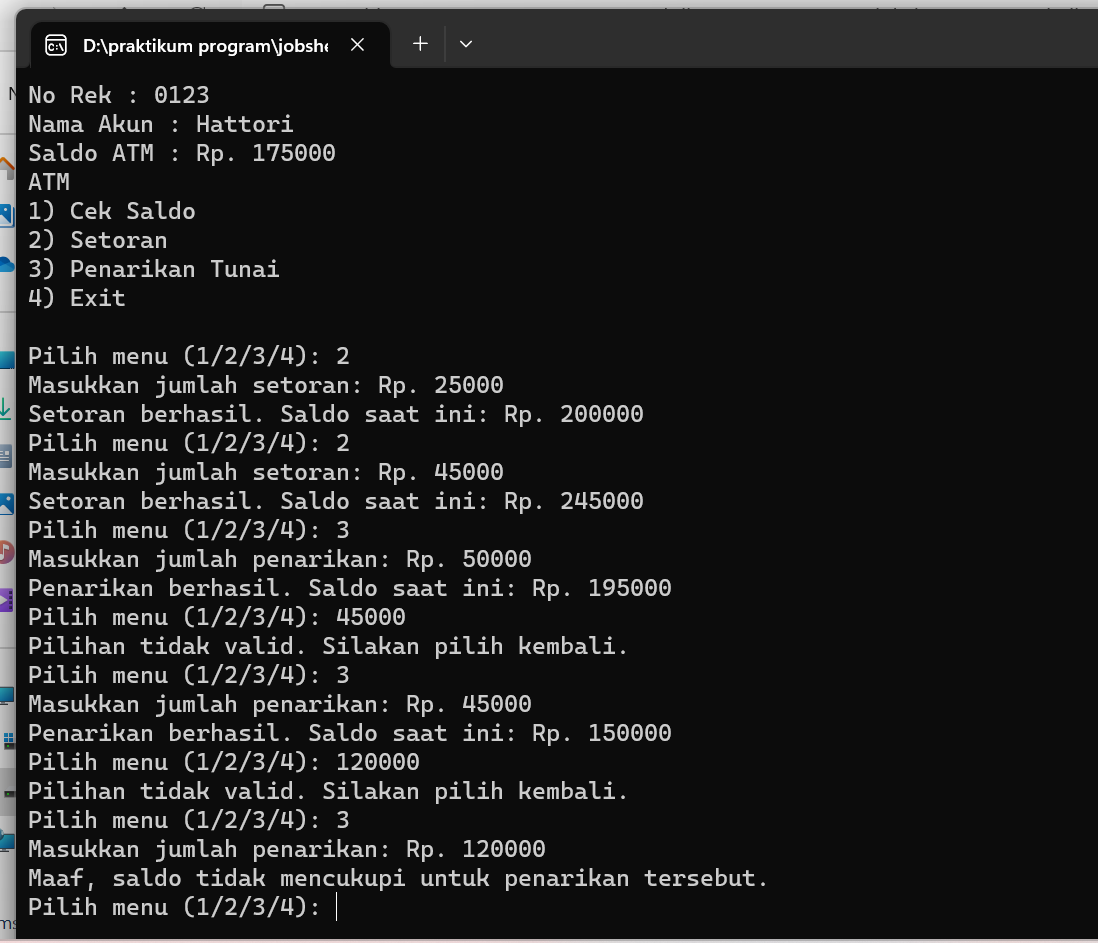 D:\praktikum program\jobshe
No Rek : 0123
Nama Akun : Hattori
Saldo ATM : Rp. 175000
ATM
1) Cek Saldo
2) Setoran
3) Penarikan Tunai
4) Exit
Pilih menu (1/2/3/4): 2
Masukkan jumlah setoran: Rp. 25000
Setoran berhasil. Saldo saat ini: Rp. 200000
Pilih menu (1/2/3/4): 2
Masukkan jumlah setoran: Rp. 45000
Setoran berhasil. Saldo saat ini: Rp. 245000
Pilih menu (1/2/3/4): 3
Masukkan jumlah penarikan: Rp. 50000
Penarikan berhasil. Saldo saat ini: Rp. 195000
Pilih menu (1/2/3/4): 45000
Pilihan tidak valid. Silakan pilih kembali.
Pilih menu (1/2/3/4): 3
Masukkan jumlah penarikan: Rp. 45000
Penarikan berhasil. Saldo saat ini: Rp. 150000
Pilih menu (1/2/3/4): 120000
Pilihan tidak valid. Silakan pilih kembali.
Pilih menu (1/2/3/4): 3
Masukkan jumlah penarikan: Rp. 120000
Maaf, saldo tidak mencukupi untuk penarikan tersebut.
Pilih menu (1/2/3/4):